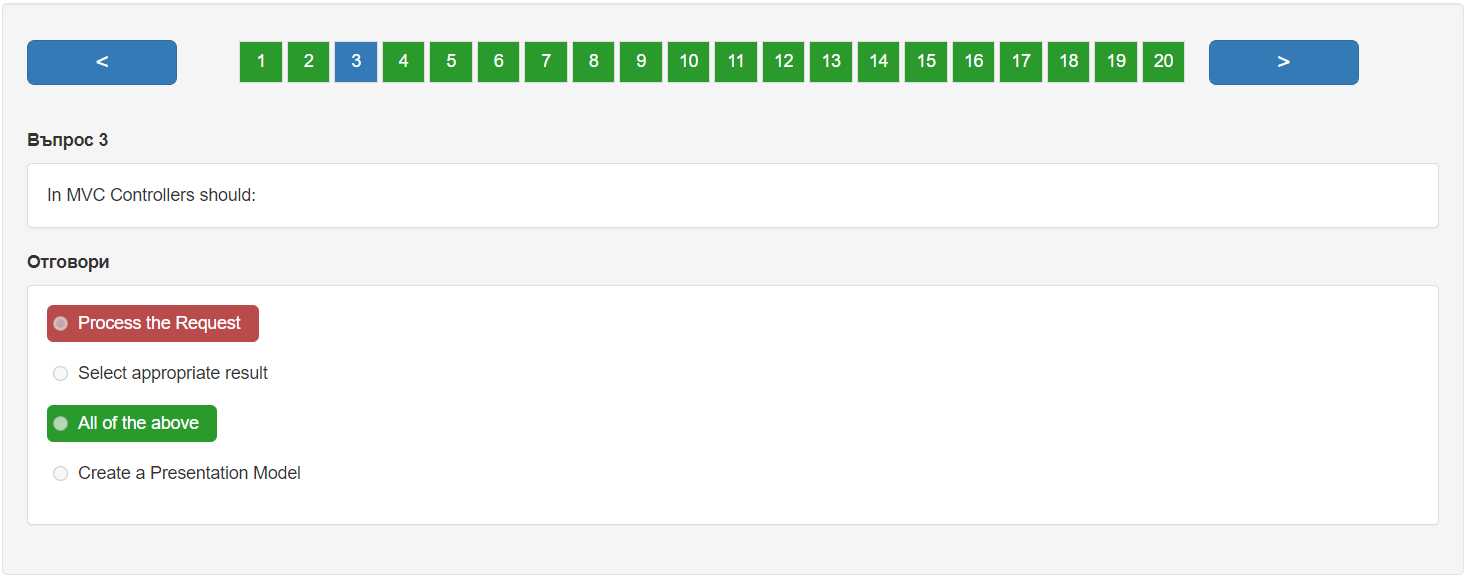 < 1 2 3 4 5 6 7 8 9 10 11 12 13 14 15 16 17 18 19 20 >
Въпрос 3
In MVC Controllers should:
Отговори
Process the Request
Select appropriate result
All of the above
Create a Presentation Model